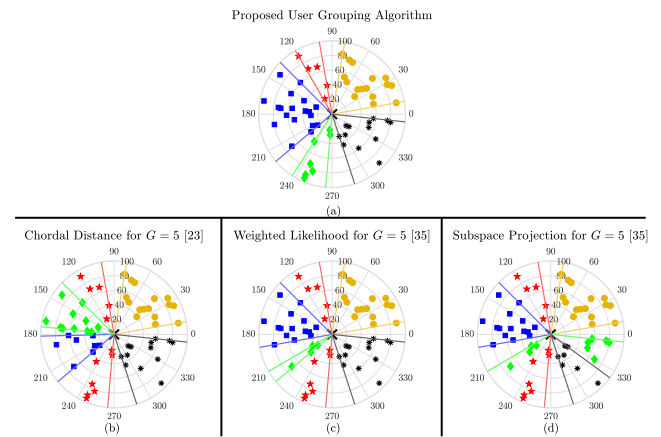 Proposed User Grouping Algorithm
90
120 100 60
80
60
150 30
40
20
180 0
210 330
240 300
270
(a)
Chordal Distance for G = 5 [23] Weighted Likelihood for G = 5 [35] Subspace Projection for G = 5 [35]
90 90 90
120 100 60 120 100 60 120 100 60
80 80 80
150 60 30 150 60 30 150 60 30
40 40 40
20 20 20
180 0 180 0 180 0
210 330 210 330 210 330
240 300 240 300 240 300
270 270 270
(b) (c) (d)